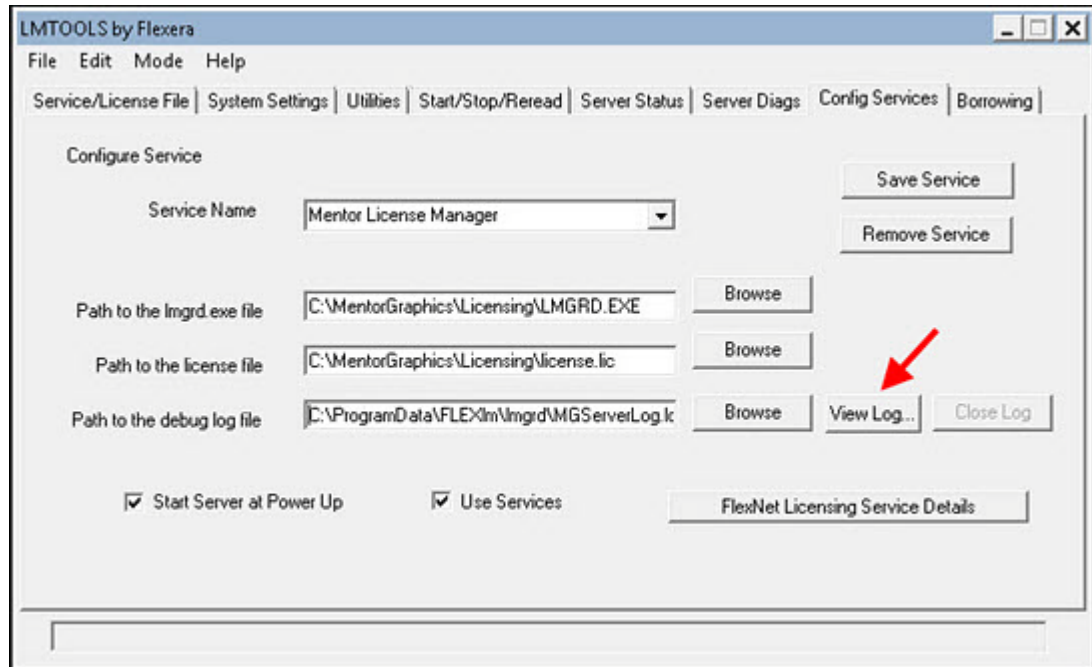 LMTOOLS by Flexera
File Edit Mode Help
Service/License File System Settings Utilities Start/Stop/Reread Server Status Server Diags Config Services Borrowing
Configure Service
Save Service
Service Name Mentor License Manager
Remove Service
Path to the lmgrd.exe file C:\MentorGraphics\Licensing\LMGRD.EXE Browse
Path to the license file C:\MentorGraphics\Licensing\license.lic Browse
Path to the debug log file C:\ProgramData\FLEXlm\lmgrd\MGServerLog.lo Browse View Log... Close Log
Start Server at Power Up Use Services FlexNet Licensing Service Details